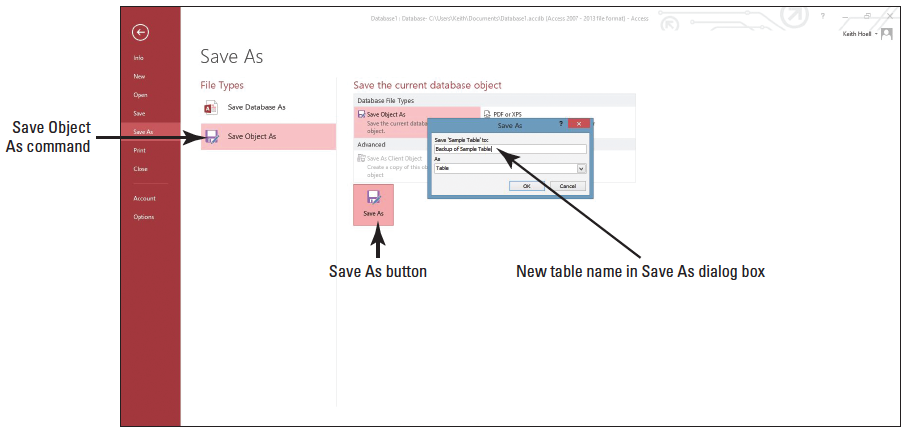 Database1 : Database- C:\Users\Keith\Documents\Database1.accdb (Access 2007 - 2013 file format) - Access
?
Keith Hoell
Info
New
Open
Save
Save As
Print
Close
Account
Options
Save As
File Types
Save Database As
Save Object As
Save the current database object
Database File Types
Save Object As
Save the current databa
object.
PDF or XPS
Advanced
Save As Client Object
Create a copy of this ob
object
Save As
Save As
?
Save 'Sample Table' to:
Backup of Sample Table
As
Table
OK
Cancel
Save Object
As command
Save As button
New table name in Save As dialog box